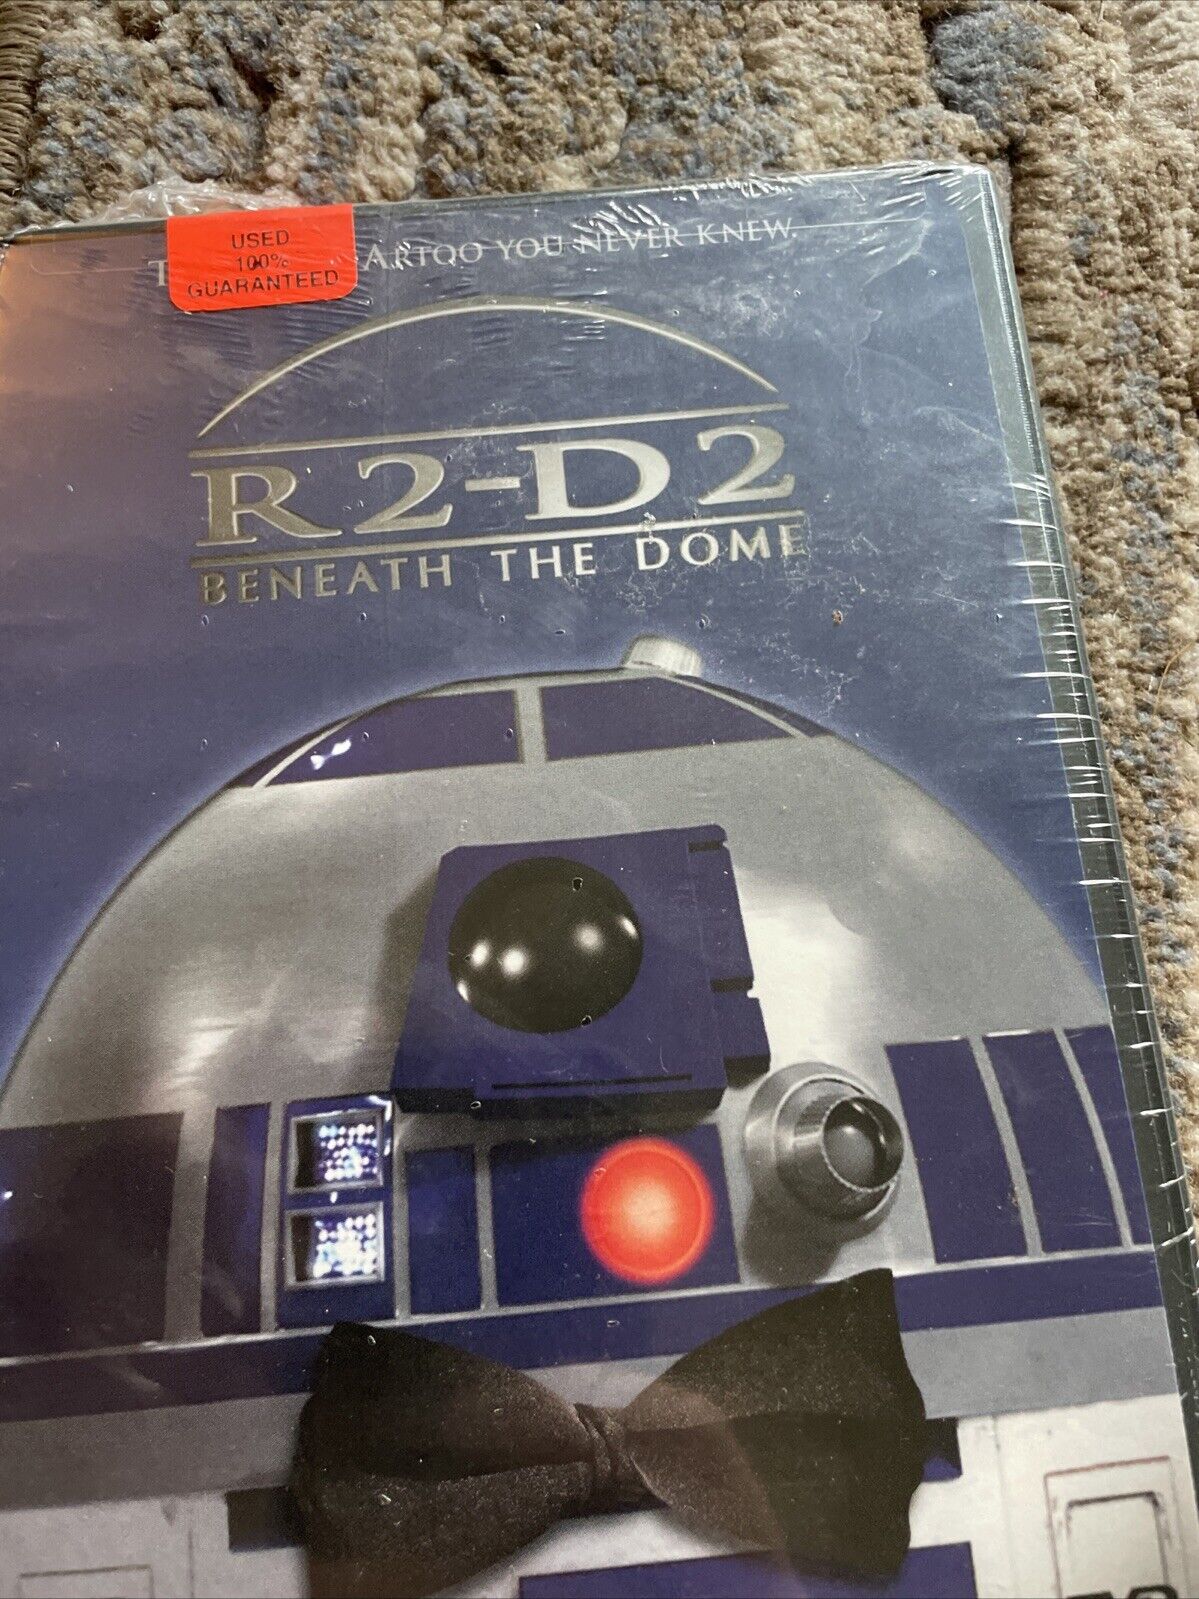 USED
100%
GUARANTEED
ARTOO YOU NEVER KNEW.
R2-D2
BENEATH THE DOME